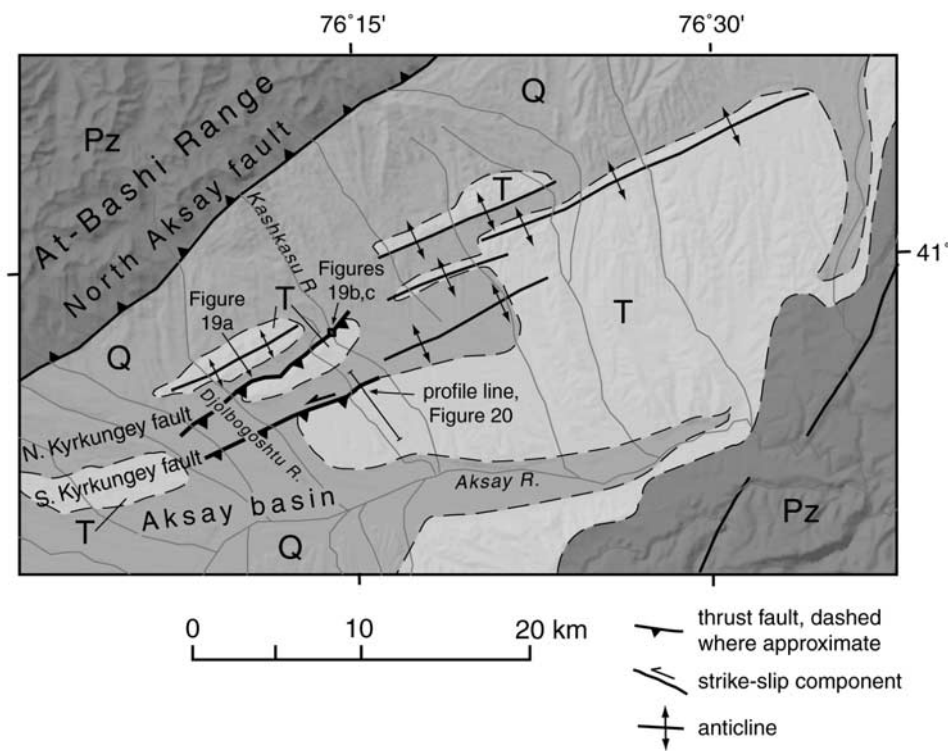 76˚15'
76˚30'
Q
Pz
At-Bashi Range
T
North Aksay fault
Kashkasu R.
41˚
Figures
19b,c
Figure
19a
T
T
Q
profile line,
Figure 20
N. Kyrkungey fault
Djolbogoshtu R.
S. Kyrkungey fault
Aksay R.
Aksay basin
T
Q
Pz
0
10
20 km
thrust fault, dashed
where approximate
strike-slip component
anticline